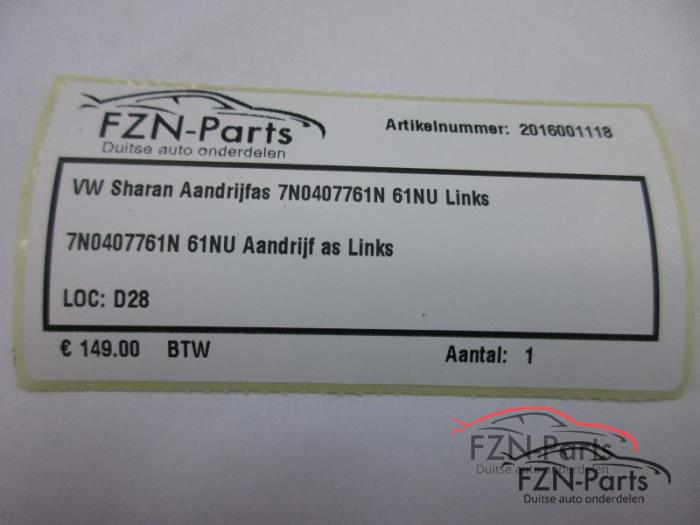 FZN-Parts
Duitse auto onderdelen
Artikelnummer: 2016001118
VW Sharan Aandrijfas 7N0407761N 61NU Links
7N0407761N 61NU Aandrijf as Links
LOC: D28
€ 149.00 BTW
Aantal: 1
FZN-Parts
Duitse auto onderdelen
FZN-Parts
Duitse auto onderdelen